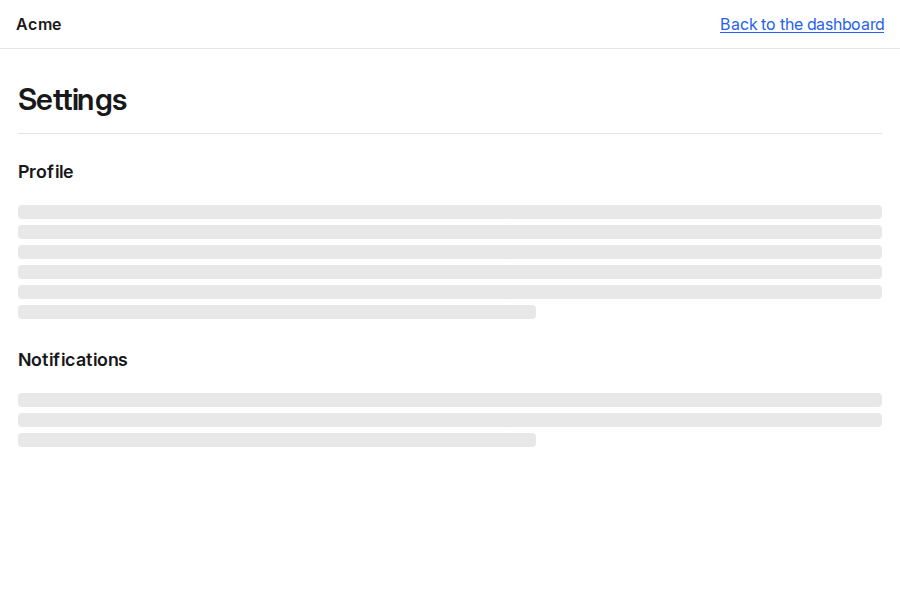 Acme
Back to the dashboard
Settings
Profile
Notifications